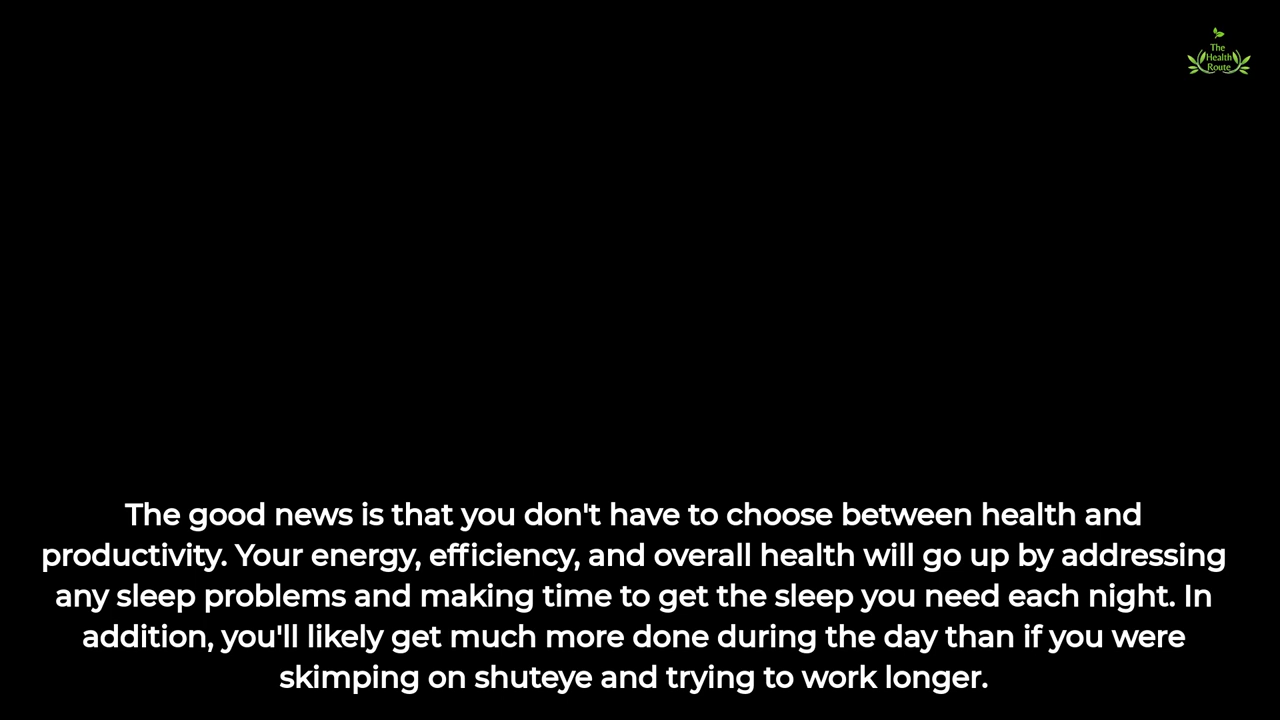 The
Health
Route
The good news is that you don't have to choose between health and
productivity. Your energy, efficiency, and overall health will go up by addressing
any sleep problems and making time to get the sleep you need each night. In
addition, you'll likely get much more done during the day than if you were
skimping on shuteye and trying to work longer.